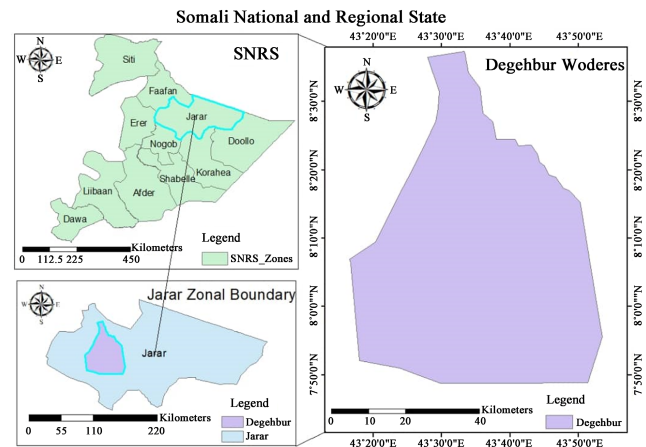 Somali National and Regional State
SNRS
N
W E
S
Siti
Faafan
Jarar
Erer
Nogob
Doollo
Shabelle
Korahea
Liibaan
Afder
Dawa
Kilometers
0 112.5 225 450
Legend
SNRS_Zones
Jarar Zonal Boundary
N
W E
S
Jarar
Kilometers
0 55 110 220
Legend
Degehbur
Jarar
43°20'0"E 43°30'0"E 43°40'0"E 43°50'0"E
Degehbur Woderes
N
W E
S
8°30'0"N
8°20'0"N
8°10'0"N
8°0'0"N
7°50'0"N
8°30'0"N
8°20'0"N
8°10'0"N
8°0'0"N
7°50'0"N
Kilometers
0 10 20 40
Legend
Degehbur
43°20'0"E 43°30'0"E 43°40'0"E 43°50'0"E